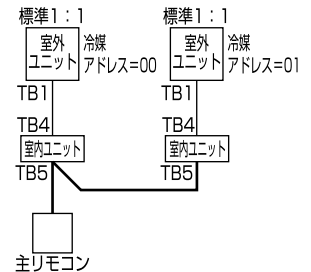 標準1：1
標準1：1
室外
ユニット
冷媒
アドレス=00
室外
ユニット
冷媒
アドレス=01
TB1
TB1
TB4
TB4
室内ユニット
室内ユニット
TB5
TB5
主リモコン